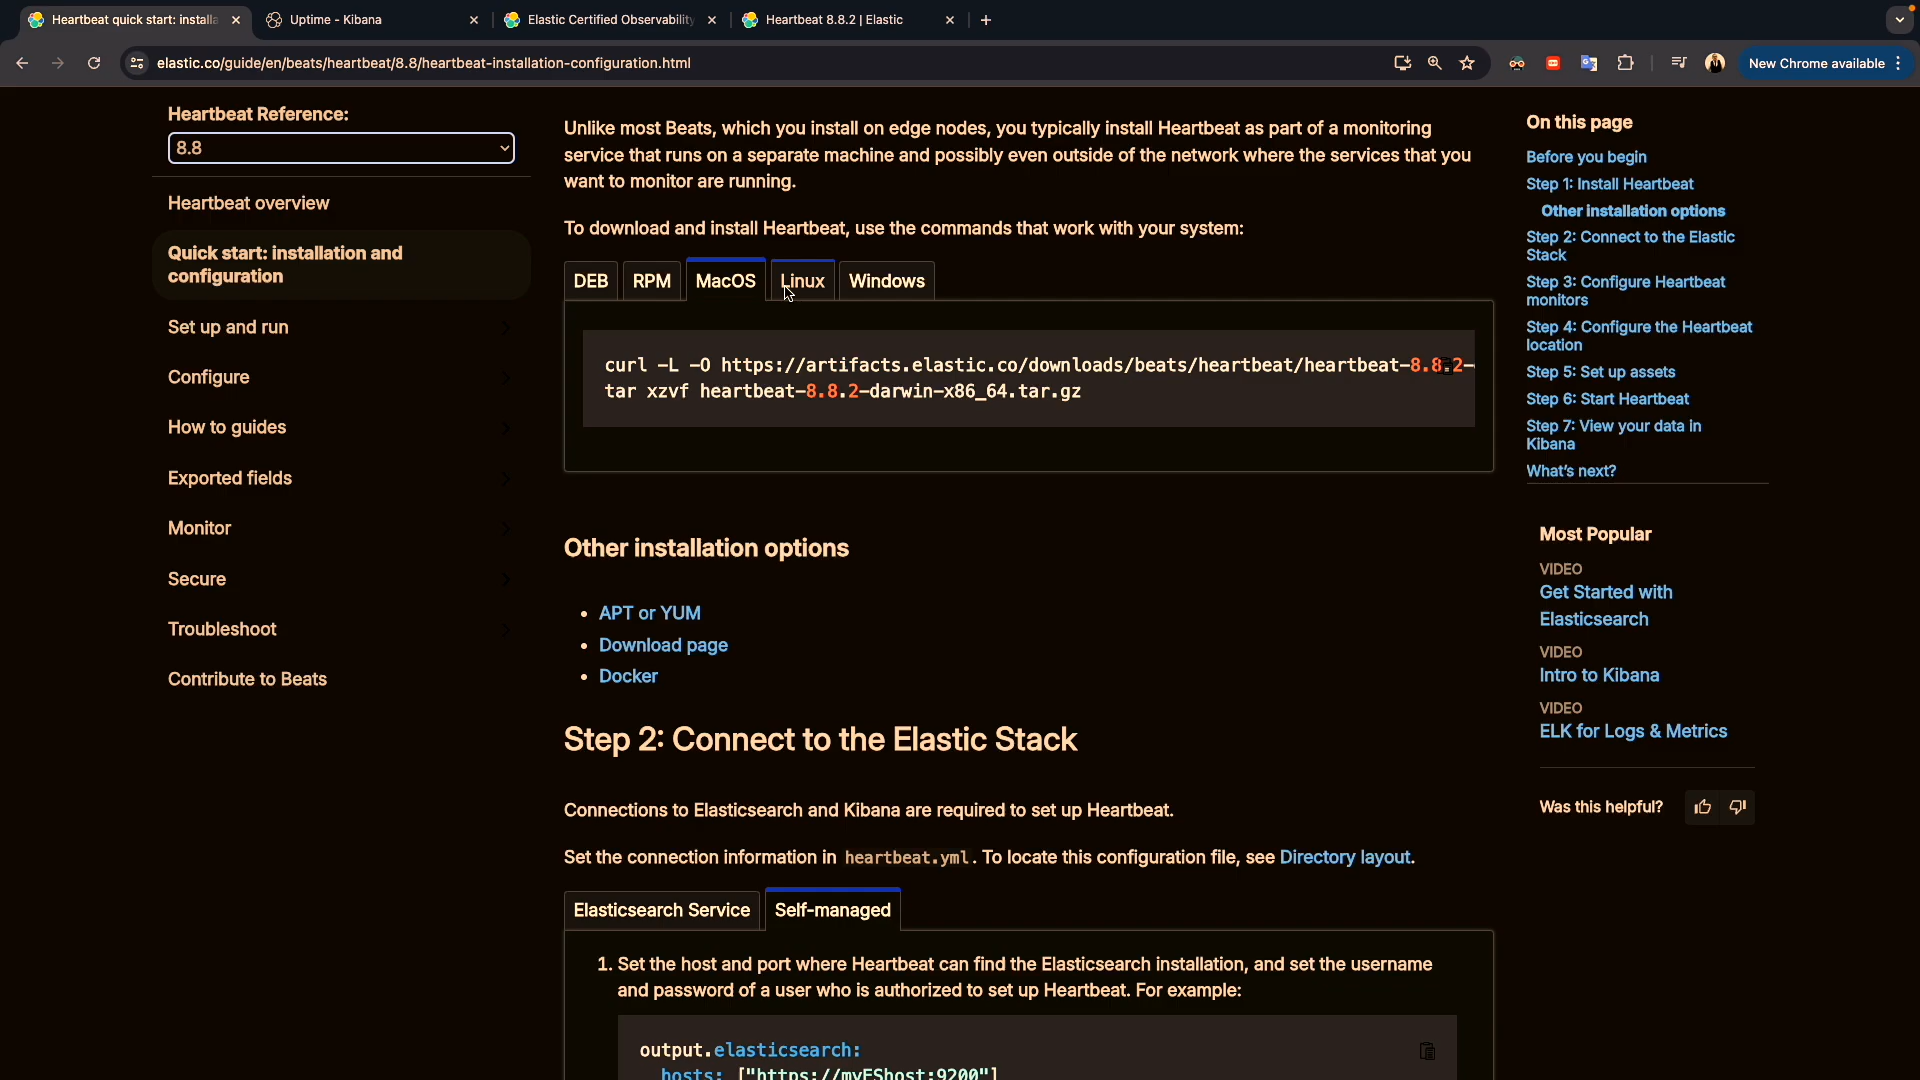 Heartbeat quick start: installa
Uptime - Kibana
Elastic Certified Observability
Heartbeat 8.8.2 | Elastic
elastic.co/guide/en/beats/heartbeat/8.8/heartbeat-installation-configuration.html
New Chrome available
Heartbeat Reference:
8.8
Heartbeat overview
Quick start: installation and
configuration
Set up and run
Configure
How to guides
Exported fields
Monitor
Secure
Troubleshoot
Contribute to Beats
Unlike most Beats, which you install on edge nodes, you typically install Heartbeat as part of a monitoring
service that runs on a separate machine and possibly even outside of the network where the services that you
want to monitor are running.
To download and install Heartbeat, use the commands that work with your system:
DEB RPM MacOS Linux Windows
curl -L -O https://artifacts.elastic.co/downloads/beats/heartbeat/heartbeat-8.8.2-
tar xzvf heartbeat-8.8.2-darwin-x86_64.tar.gz
Other installation options
• APT or YUM
• Download page
• Docker
Step 2: Connect to the Elastic Stack
Connections to Elasticsearch and Kibana are required to set up Heartbeat.
Set the connection information in heartbeat.yml. To locate this configuration file, see Directory layout.
Elasticsearch Service Self-managed
1. Set the host and port where Heartbeat can find the Elasticsearch installation, and set the username
and password of a user who is authorized to set up Heartbeat. For example:
output.elasticsearch:
hosts: ["https://myEShost:9200"]
On this page
Before you begin
Step 1: Install Heartbeat
Other installation options
Step 2: Connect to the Elastic
Stack
Step 3: Configure Heartbeat
monitors
Step 4: Configure the Heartbeat
location
Step 5: Set up assets
Step 6: Start Heartbeat
Step 7: View your data in
Kibana
What's next?
Most Popular
VIDEO
Get Started with
Elasticsearch
VIDEO
Intro to Kibana
VIDEO
ELK for Logs & Metrics
Was this helpful?